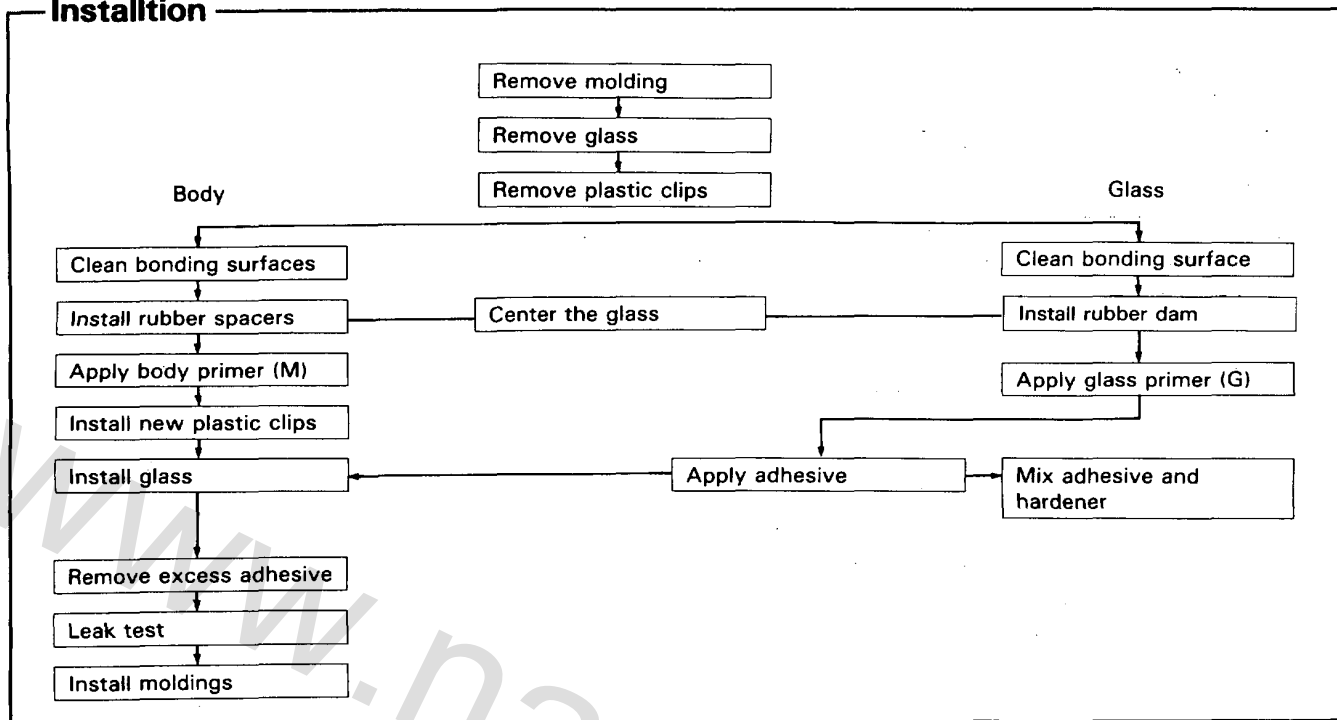 Installtion
Remove molding
Remove glass
Remove plastic clips
Body
Glass
Clean bonding surfaces
Clean bonding surface
Install rubber spacers
Center the glass
Install rubber dam
Apply body primer (M)
Apply glass primer (G)
Install new plastic clips
Install glass
Apply adhesive
Mix adhesive and
hardener
Remove excess adhesive
Leak test
Install moldings
www.na